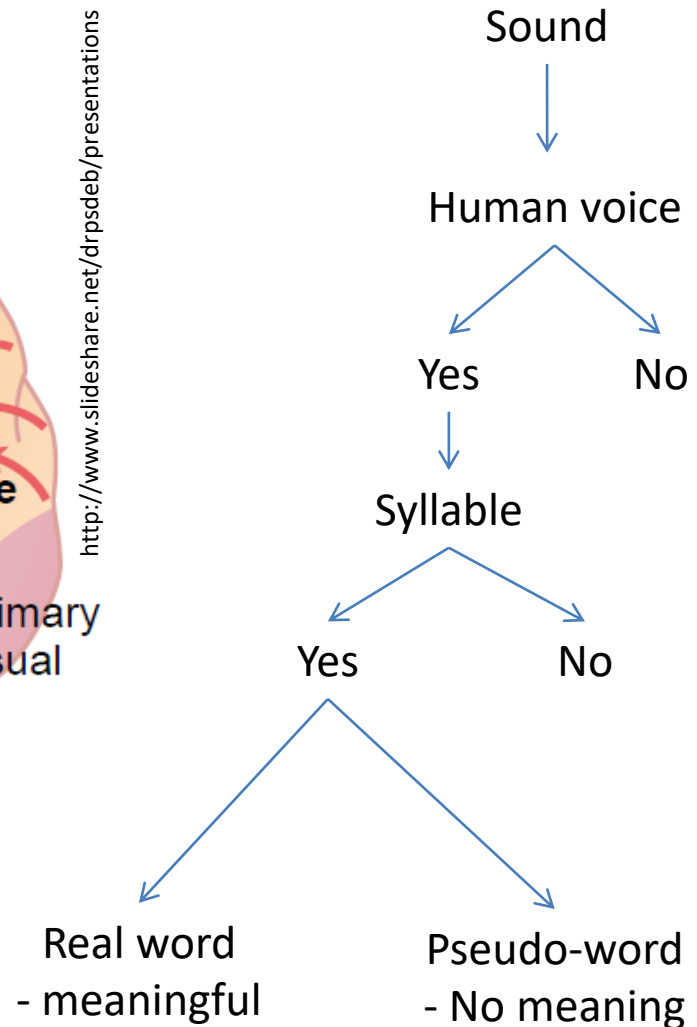 http://www.slideshare.net/drpsdeb/presentations
Sound
Human voice
Yes
No
Syllable
Yes
No
Real word
- meaningful
Pseudo-word
- No meaning